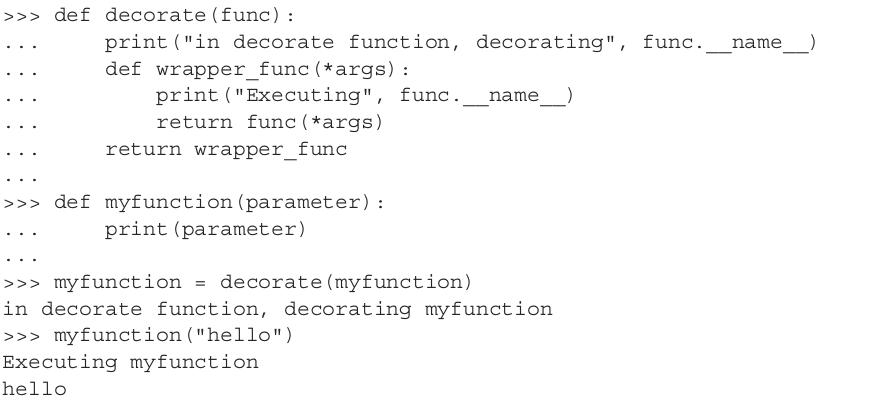 >>> def decorate(func):
...     print("in decorate function, decorating", func.__name__)
...     def wrapper_func(*args):
...         print("Executing", func.__name__)
...         return func(*args)
...     return wrapper_func
...
>>> def myfunction(parameter):
...     print(parameter)
...
>>> myfunction = decorate(myfunction)
in decorate function, decorating myfunction
>>> myfunction("hello")
Executing myfunction
hello